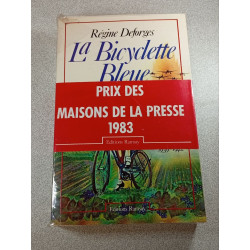 Régine Deforges
La Bicyclette
Bleue
PRIX DES
MAISONS DE LA PRESSE
1983
Editions Ramsay
Editions Ramsay